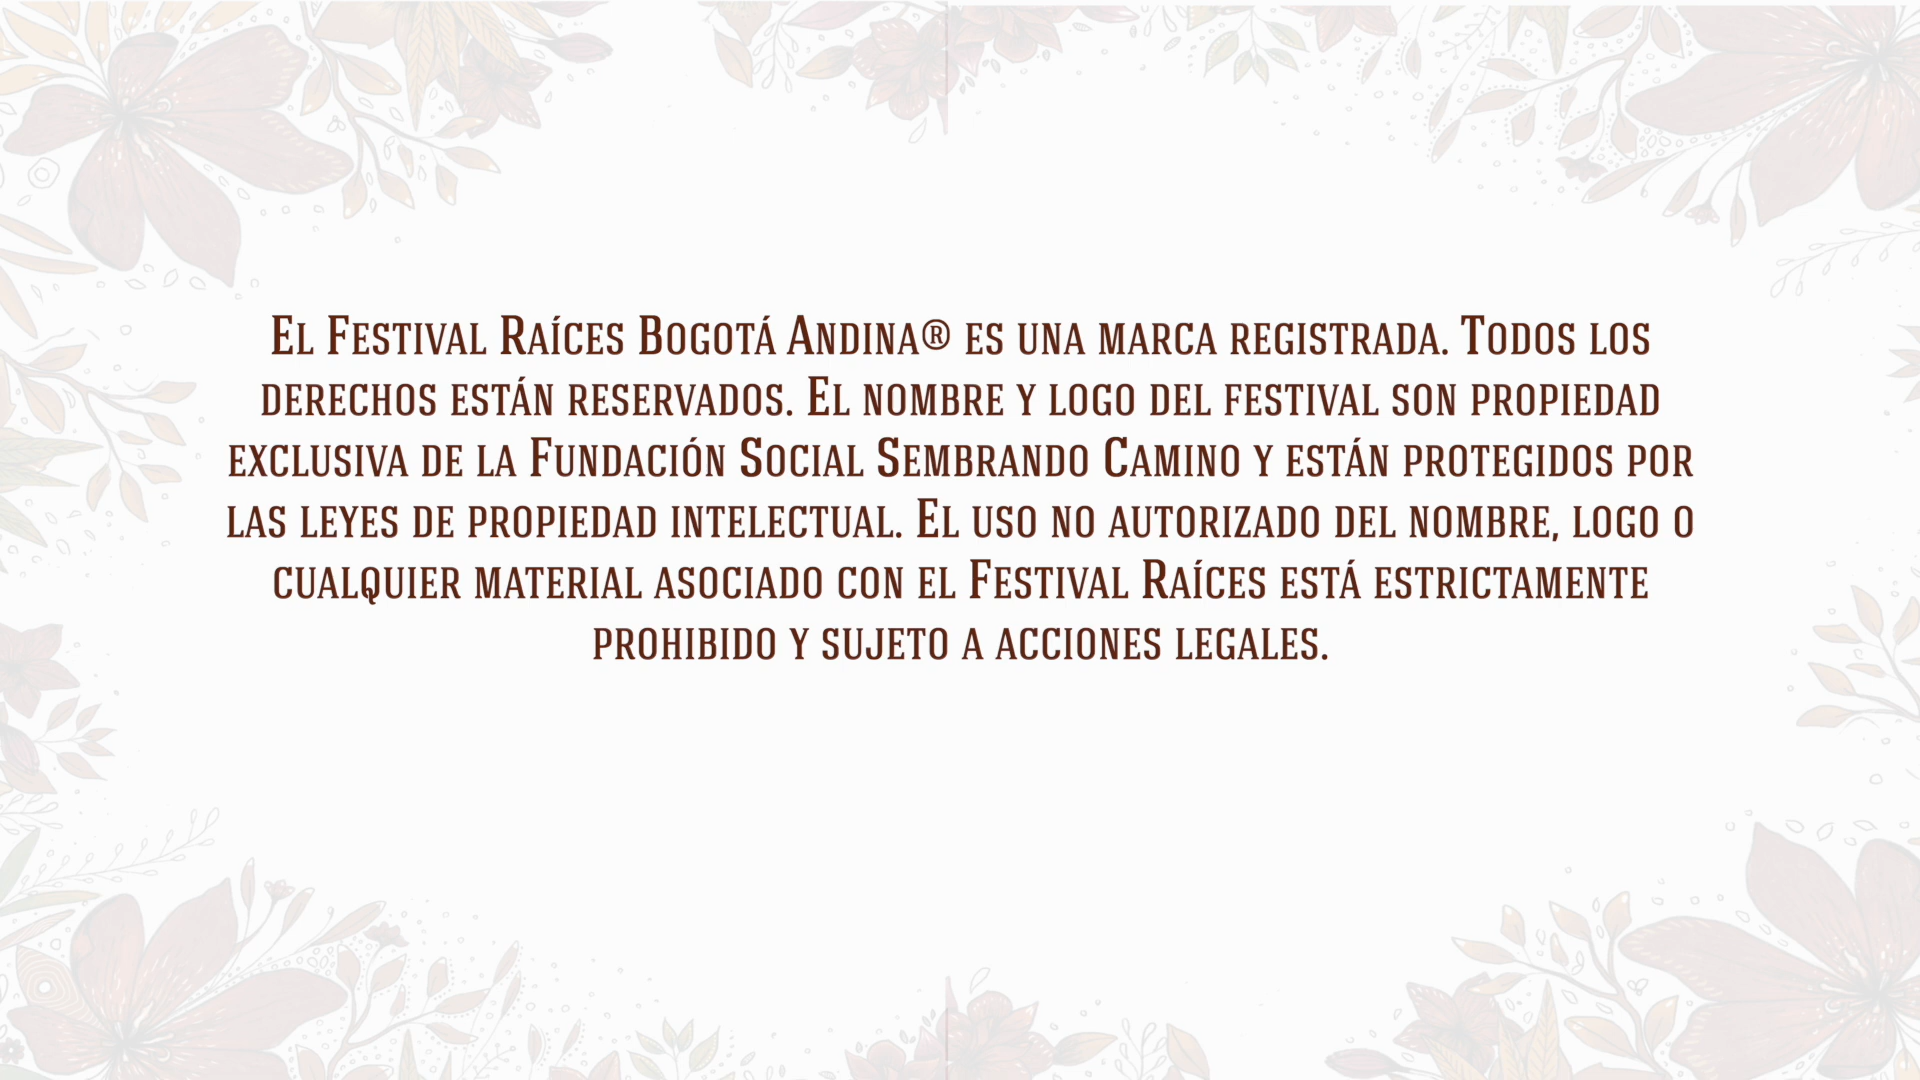 El Festival Raíces Bogotá Andina® es una marca registrada. Todos los
derechos están reservados. El nombre y logo del festival son propiedad
exclusiva de la Fundación Social Sembrando Camino y están protegidos por
las leyes de propiedad intelectual. El uso no autorizado del nombre, logo o
cualquier material asociado con el Festival Raíces está estrictamente
prohibido y sujeto a acciones legales.